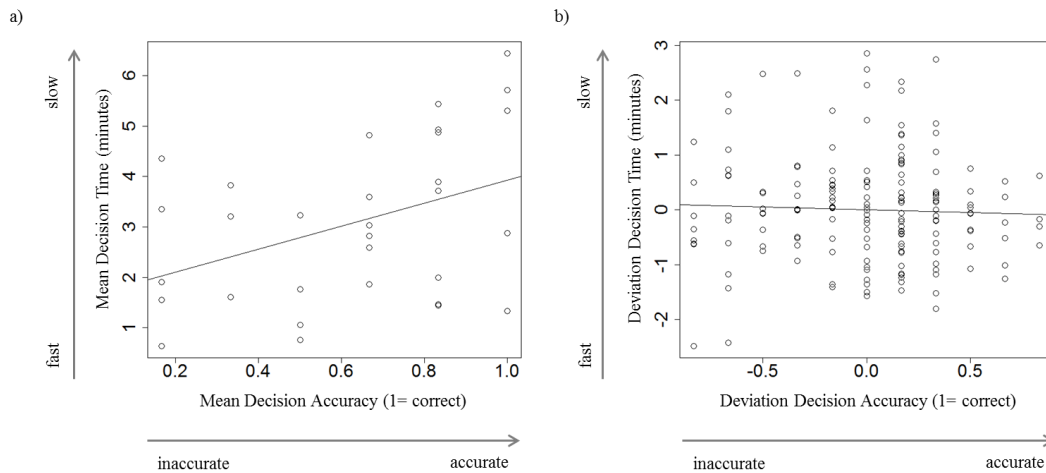 a)
slow
fast
Mean Decision Time (minutes)
6
5
4
3
2
1
0.2 0.4 0.6 0.8 1.0
Mean Decision Accuracy (1= correct)
inaccurate accurate
b)
slow
fast
Deviation Decision Time (minutes)
3
2
1
0
-1
-2
-0.5 0.0 0.5
Deviation Decision Accuracy (1= correct)
inaccurate accurate